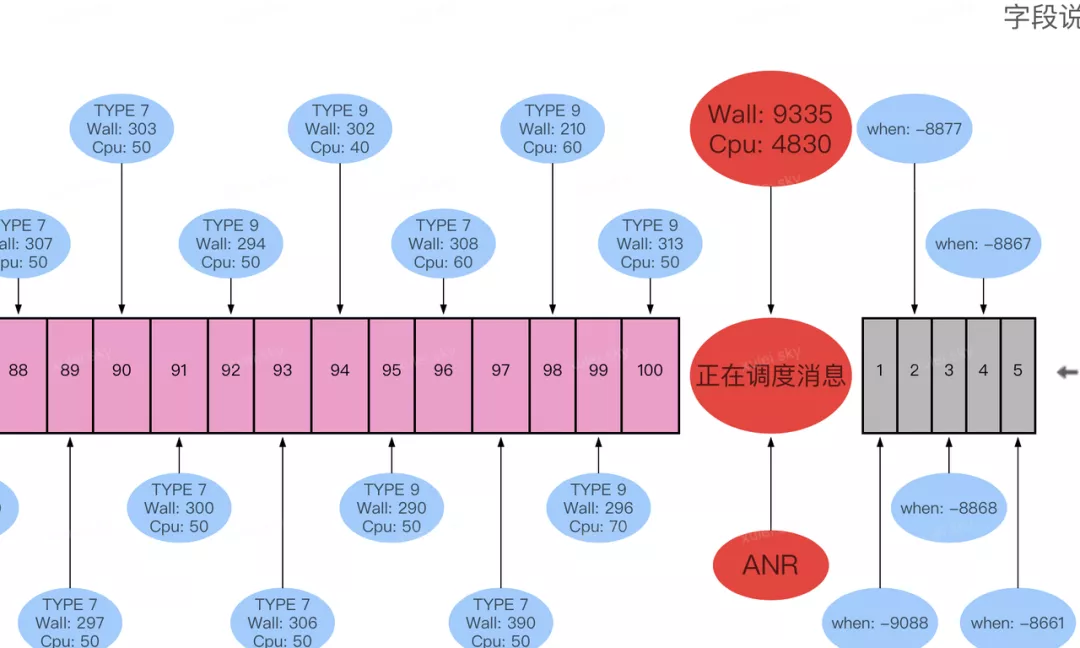 字段说
TYPE 7
Wall: 303
Cpu: 50
TYPE 9
Wall: 302
Cpu: 40
TYPE 9
Wall: 210
Cpu: 60
Wall: 9335
Cpu: 4830
when: -8877
YPE 7
all: 307
pu: 50
TYPE 9
Wall: 294
Cpu: 50
TYPE 7
Wall: 308
Cpu: 60
TYPE 9
Wall: 313
Cpu: 50
when: -8867
88 89 90 91 92 93 94 95 96 97 98 99 100 正在调度消息 1 2 3 4 5
TYPE 7
Wall: 300
Cpu: 50
TYPE 9
Wall: 290
Cpu: 50
TYPE 9
Wall: 296
Cpu: 70
when: -8868
ANR
TYPE 7
Wall: 297
Cpu: 50
TYPE 7
Wall: 306
Cpu: 50
TYPE 7
Wall: 390
Cpu: 50
when: -9088
when: -8661